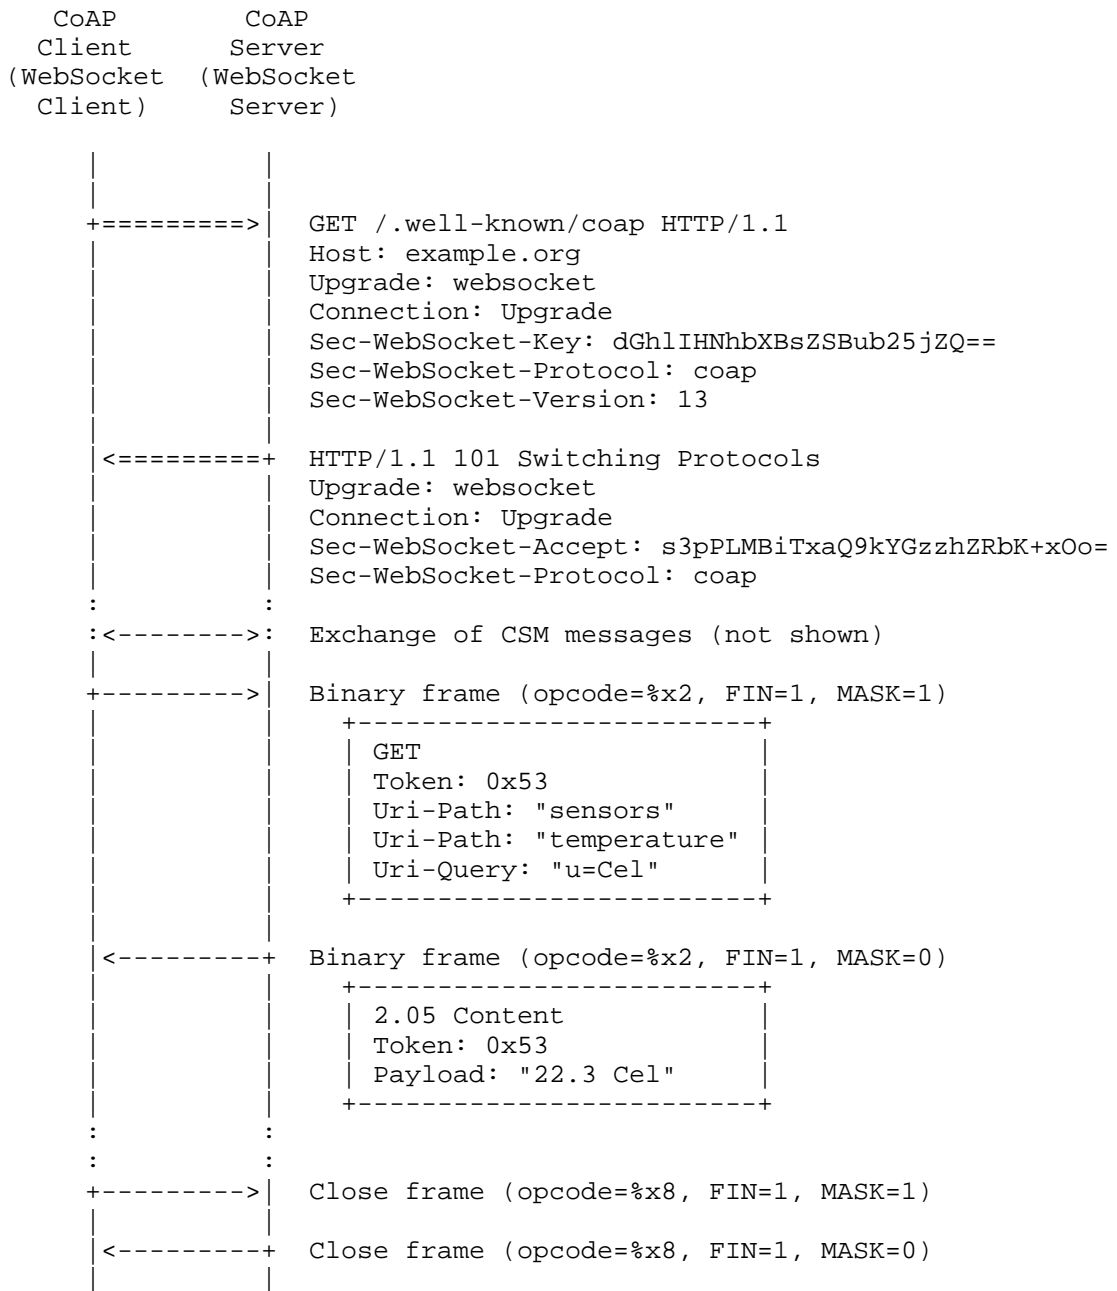 CoAP CoAP
Client Server
(WebSocket (WebSocket
Client) Server)
| |
| |
+=========>| GET /.well-known/coap HTTP/1.1
| | Host: example.org
| | Upgrade: websocket
| | Connection: Upgrade
| | Sec-WebSocket-Key: dGhlIHNhbXBsZSBub25jZQ==
| | Sec-WebSocket-Protocol: coap
| | Sec-WebSocket-Version: 13
| |
|<=========+ HTTP/1.1 101 Switching Protocols
| | Upgrade: websocket
| | Connection: Upgrade
| | Sec-WebSocket-Accept: s3pPLMBiTxaQ9kYGzzhZRbK+xOo=
| | Sec-WebSocket-Protocol: coap
: :
:<-------->: Exchange of CSM messages (not shown)
| |
+--------->| Binary frame (opcode=%x2, FIN=1, MASK=1)
| | +-------------------------+
| | | GET |
| | | Token: 0x53 |
| | | Uri-Path: "sensors" |
| | | Uri-Path: "temperature" |
| | | Uri-Query: "u=Cel" |
| | +-------------------------+
| |
|<---------+ Binary frame (opcode=%x2, FIN=1, MASK=0)
| | +-------------------------+
| | | 2.05 Content |
| | | Token: 0x53 |
| | | Payload: "22.3 Cel" |
| | +-------------------------+
: :
: :
+--------->| Close frame (opcode=%x8, FIN=1, MASK=1)
| |
|<---------+ Close frame (opcode=%x8, FIN=1, MASK=0)
| |